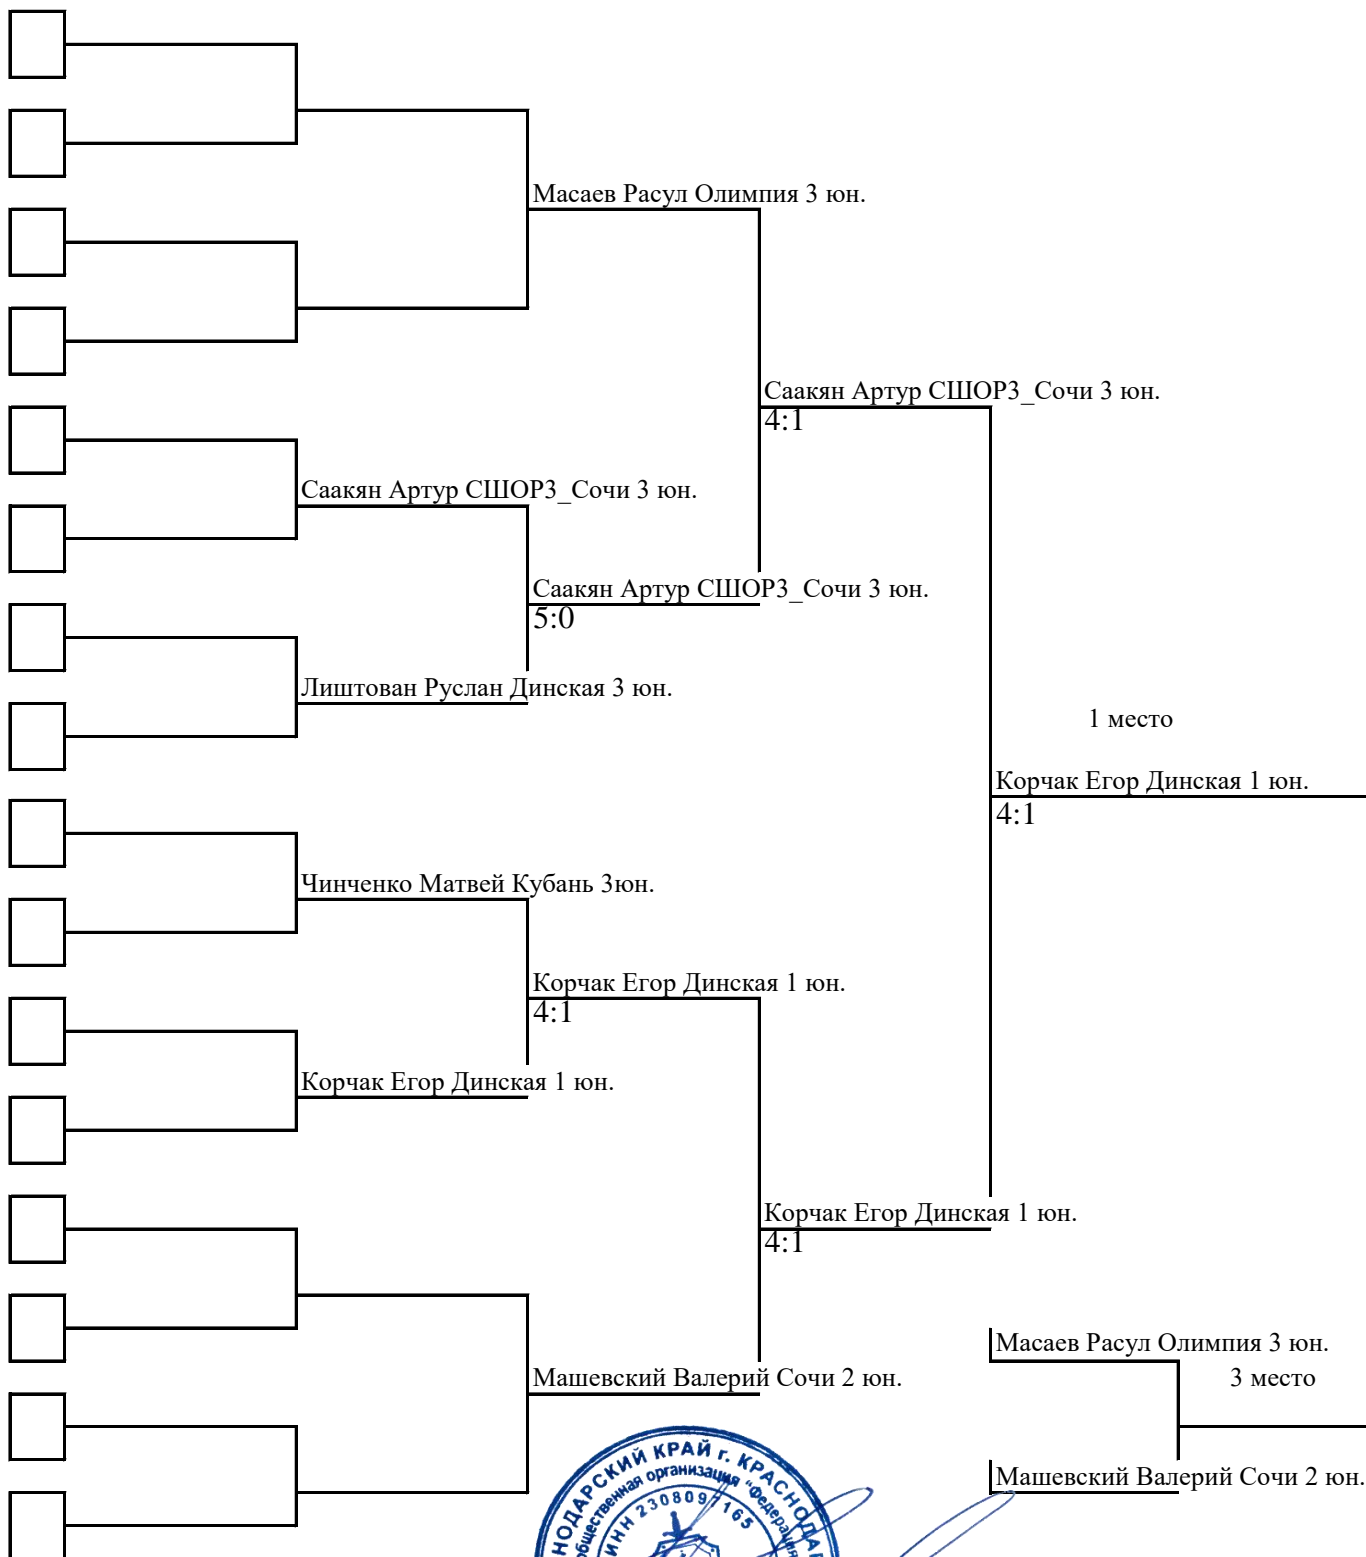 Масаев Расул Олимпия 3 юн.
Саакян Артур СШОР3_Сочи 3 юн.
4:1
Саакян Артур СШОР3_Сочи 3 юн.
Саакян Артур СШОР3_Сочи 3 юн.
5:0
Лиштован Руслан Динская 3 юн.
1 место
Корчак Егор Динская 1 юн.
4:1
Чинченко Матвей Кубань 3юн.
Корчак Егор Динская 1 юн.
4:1
Корчак Егор Динская 1 юн.
Корчак Егор Динская 1 юн.
4:1
Масаев Расул Олимпия 3 юн.
Машевский Валерий Сочи 2 юн.
3 место
Машевский Валерий Сочи 2 юн.
НОДАРСКИЙ КРАЙ г. КРАСНОДАР
общественная организация "Федерация
ИНН 2308097165